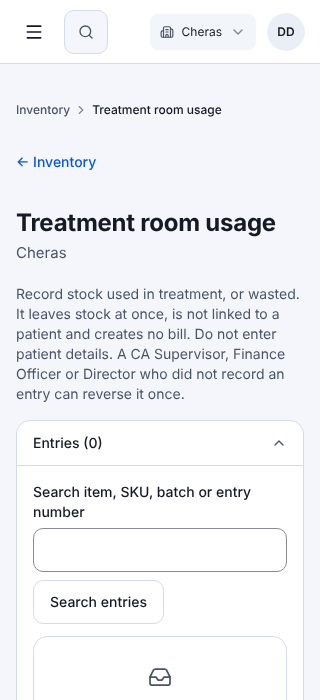 Cheras
DD
Inventory > Treatment room usage
← Inventory
Treatment room usage
Cheras
Record stock used in treatment, or wasted.
It leaves stock at once, is not linked to a
patient and creates no bill. Do not enter
patient details. A CA Supervisor, Finance
Officer or Director who did not record an
entry can reverse it once.
Entries (0)
Search item, SKU, batch or entry
number
Search entries